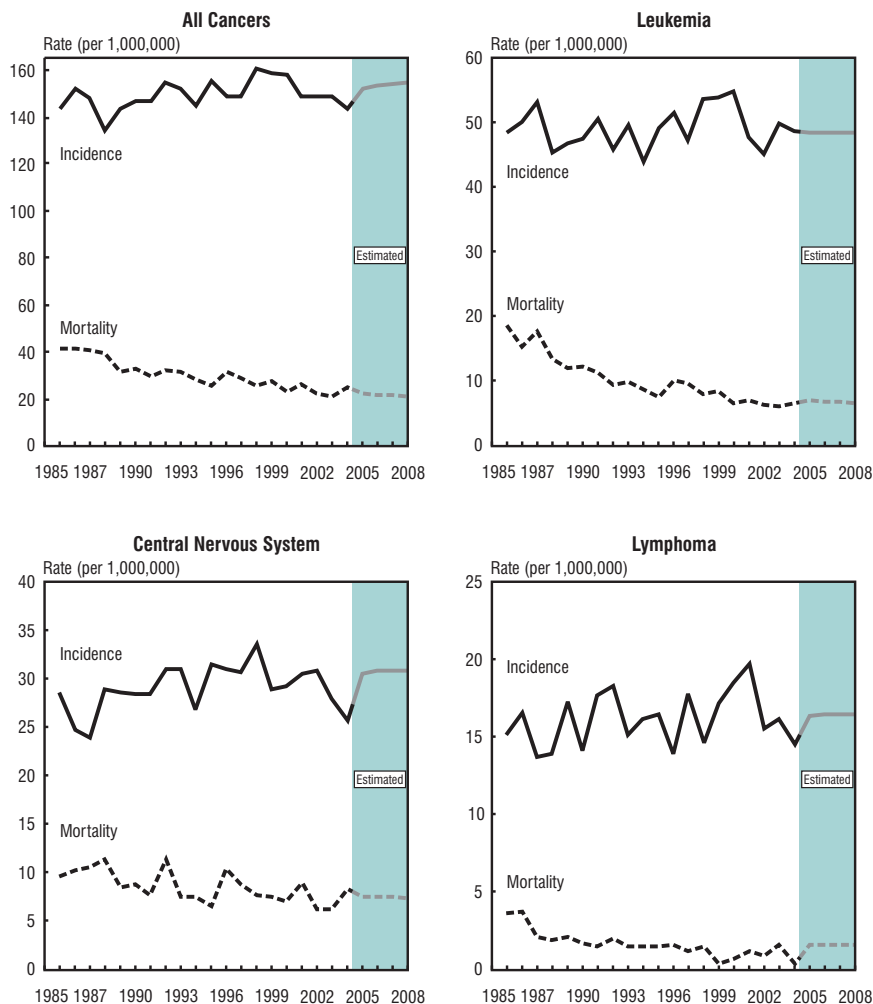 All Cancers
Rate (per 1,000,000)
160
140
120
100
80
60
40
20
0
Incidence
Mortality
Estimated
1985 1987 1990 1993 1996 1999 2002 2005 2008
Leukemia
Rate (per 1,000,000)
60
50
40
30
20
10
0
Incidence
Mortality
Estimated
1985 1987 1990 1993 1996 1999 2002 2005 2008
Central Nervous System
Rate (per 1,000,000)
40
35
30
25
20
15
10
5
0
Incidence
Mortality
Estimated
1985 1987 1990 1993 1996 1999 2002 2005 2008
Lymphoma
Rate (per 1,000,000)
25
20
15
10
5
0
Incidence
Mortality
Estimated
1985 1987 1990 1993 1996 1999 2002 2005 2008